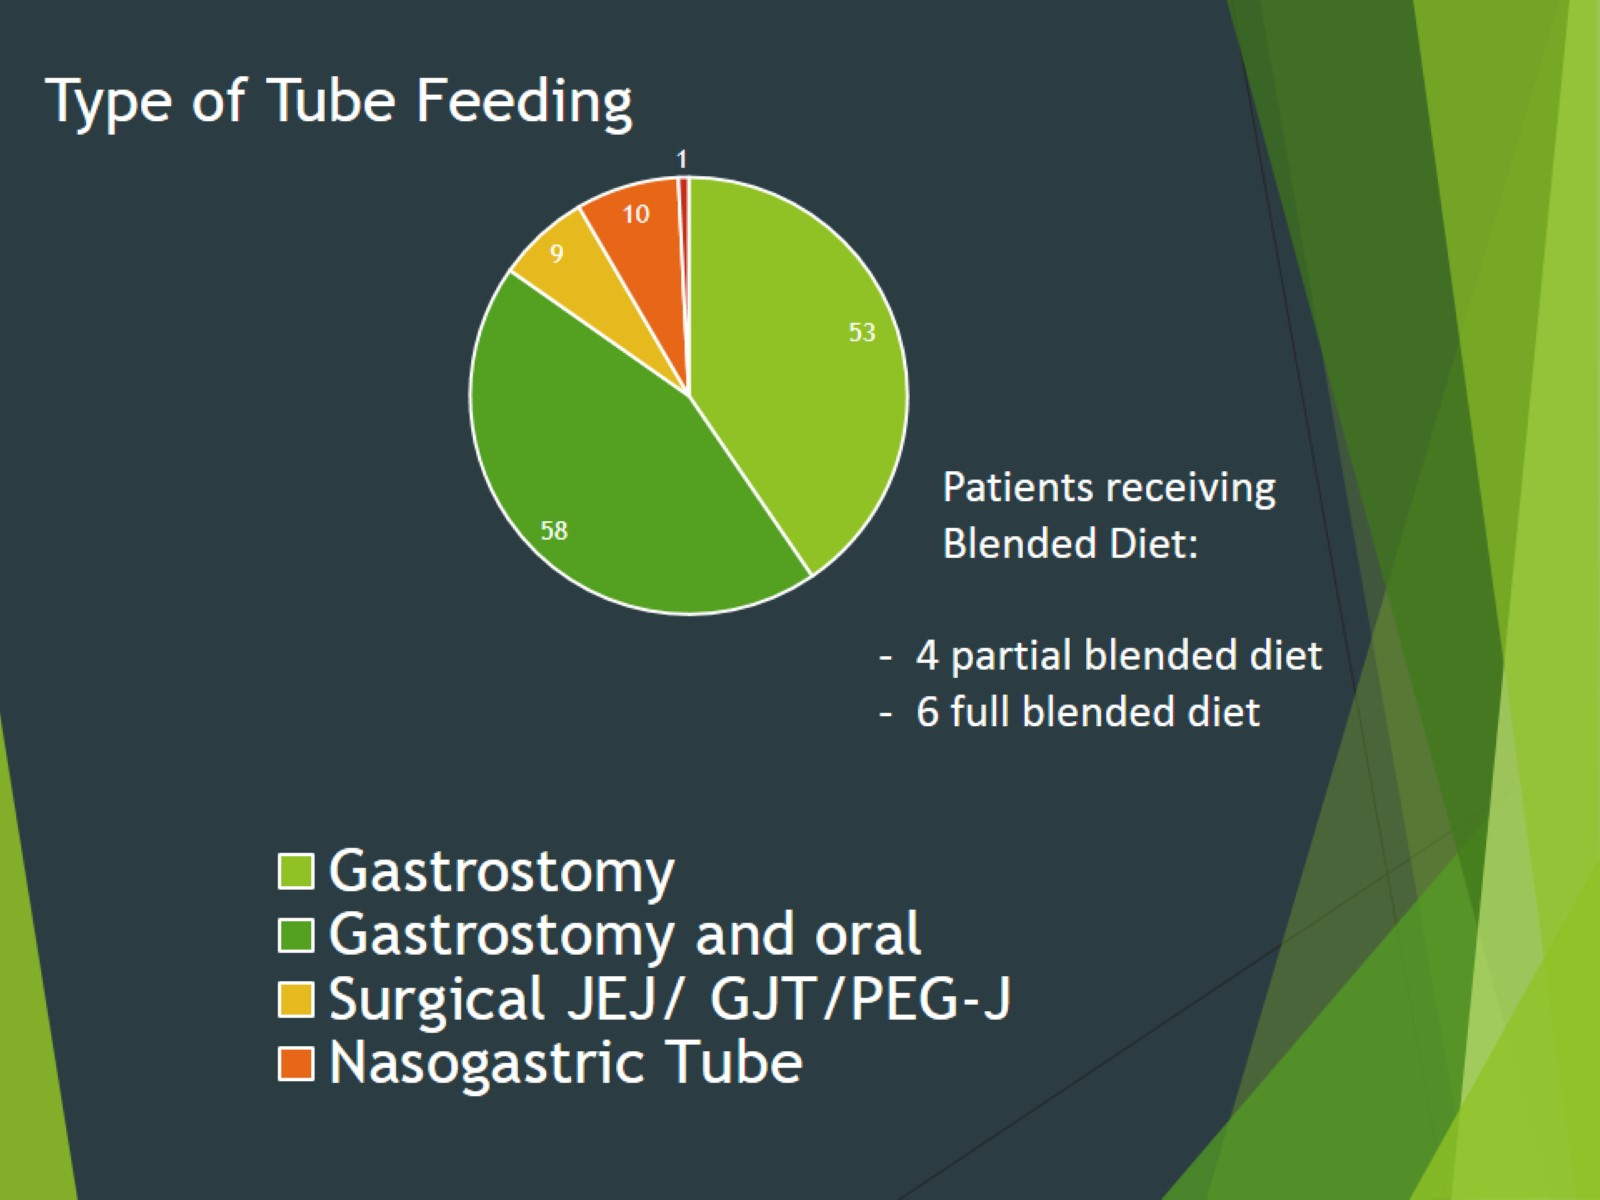 Type of Tube Feeding
1
10
9
53
58
Patients receiving
Blended Diet:
- 4 partial blended diet
- 6 full blended diet
Gastrostomy
Gastrostomy and oral
Surgical JEJ/ GJT/PEG-J
Nasogastric Tube